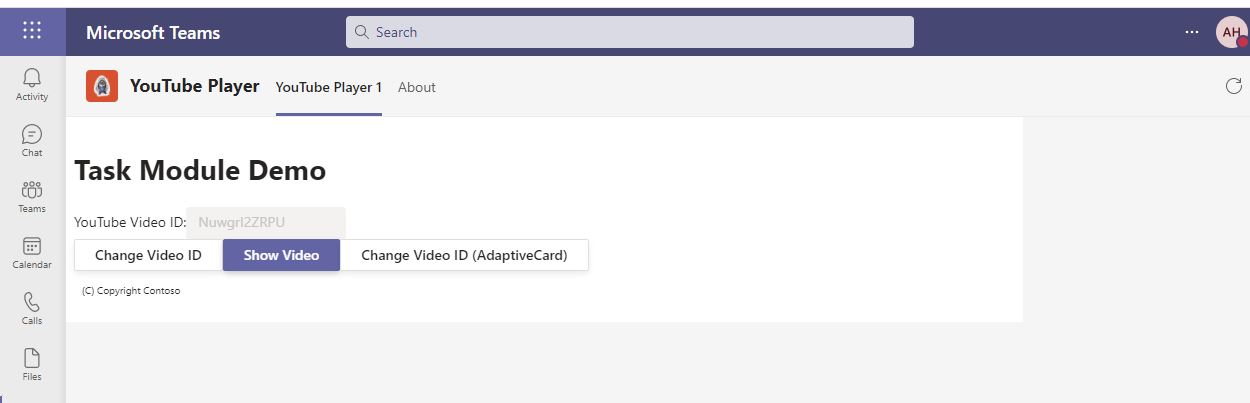 Microsoft Teams
Search
AH
Activity
Chat
Teams
Calendar
Calls
Files
YouTube Player
YouTube Player 1
About
Task Module Demo
YouTube Video ID: Nuwgrl2ZRPU
Change Video ID
Show Video
Change Video ID (AdaptiveCard)
(C) Copyright Contoso